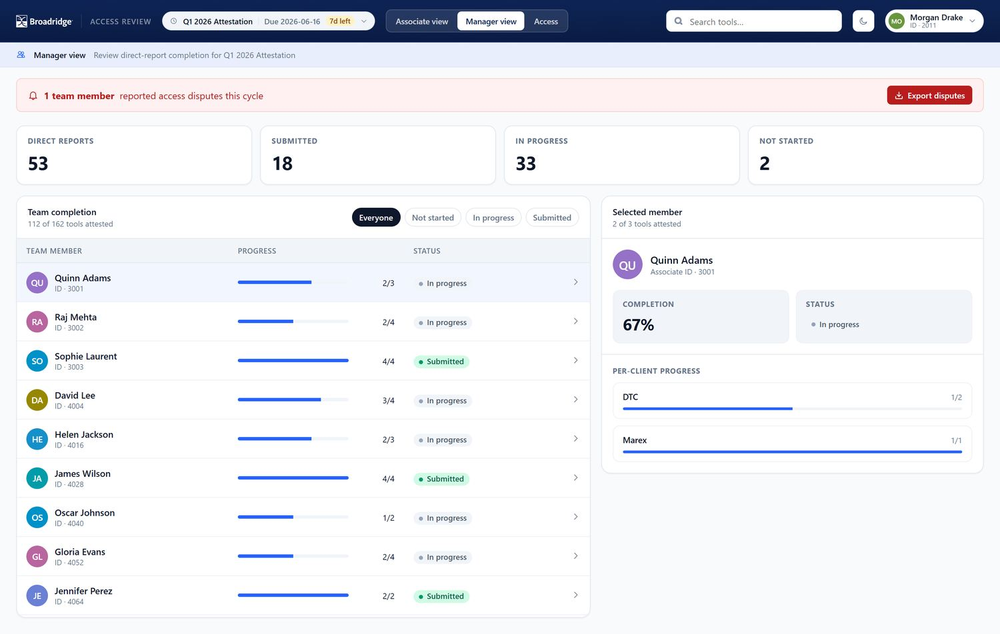 Broadridge
ACCESS REVIEW
Q1 2026 Attestation
Due 2026-06-16
7d left
Associate view
Manager view
Access
Search tools...
MO
Morgan Drake
ID · 2011
Manager view
Review direct-report completion for Q1 2026 Attestation
1 team member reported access disputes this cycle
Export disputes
DIRECT REPORTS
53
SUBMITTED
18
IN PROGRESS
33
NOT STARTED
2
Team completion
112 of 162 tools attested
Everyone
Not started
In progress
Submitted
TEAM MEMBER
PROGRESS
STATUS
QU
Quinn Adams
ID · 3001
2/3
In progress
RA
Raj Mehta
ID · 3002
2/4
In progress
SO
Sophie Laurent
ID · 3003
4/4
Submitted
DA
David Lee
ID · 4004
3/4
In progress
HE
Helen Jackson
ID · 4016
2/3
In progress
JA
James Wilson
ID · 4028
4/4
Submitted
OS
Oscar Johnson
ID · 4040
1/2
In progress
GL
Gloria Evans
ID · 4052
2/4
In progress
JE
Jennifer Perez
ID · 4064
2/2
Submitted
Selected member
2 of 3 tools attested
QU
Quinn Adams
Associate ID · 3001
COMPLETION
67%
STATUS
In progress
PER-CLIENT PROGRESS
DTC
1/2
Marex
1/1